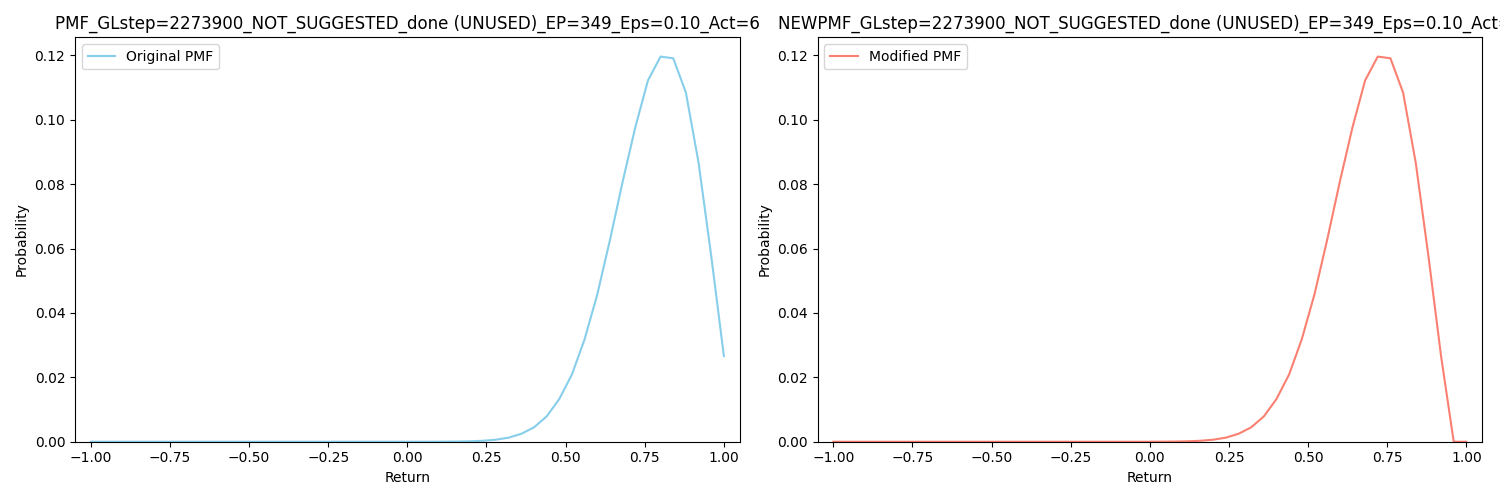 PMF_GLstep=2273900_NOT_SUGGESTED_done (UNUSED)_EP=349_Eps=0.10_Act=6
Original PMF
0.12
0.10
0.08
0.06
0.04
0.02
0.00
Probability
−1.00 −0.75 −0.50 −0.25 0.00 0.25 0.50 0.75 1.00
Return
NEWPMF_GLstep=2273900_NOT_SUGGESTED_done (UNUSED)_EP=349_Eps=0.10_Act=
Modified PMF
0.12
0.10
0.08
0.06
0.04
0.02
0.00
Probability
−1.00 −0.75 −0.50 −0.25 0.00 0.25 0.50 0.75 1.00
Return